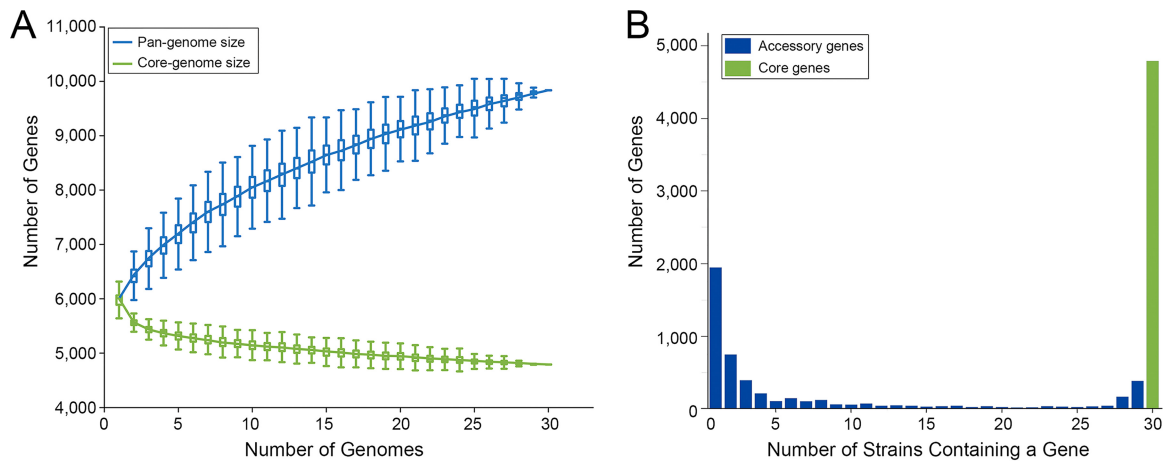 A
Pan-genome size
Core-genome size
Number of Genes
11,000
10,000
9,000
8,000
7,000
6,000
5,000
4,000
0
5
10
15
20
25
30
Number of Genomes
B
Accessory genes
Core genes
Number of Genes
5,000
4,000
3,000
2,000
1,000
0
0
5
10
15
20
25
30
Number of Strains Containing a Gene